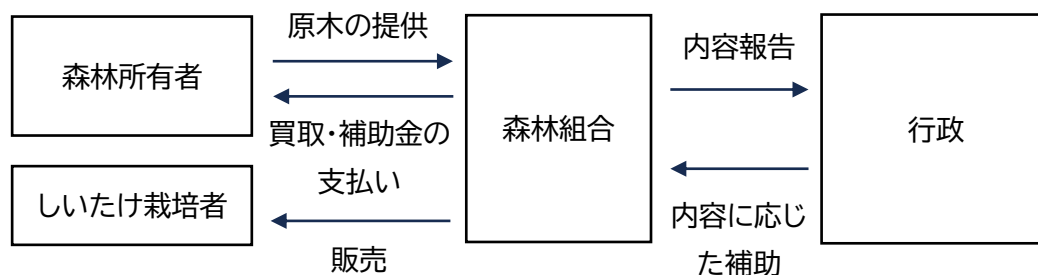 森林所有者
しいたけ栽培者
原木の提供
買取・補助金の
支払い
販売
森林組合
内容報告
内容に応じ
た補助
行政